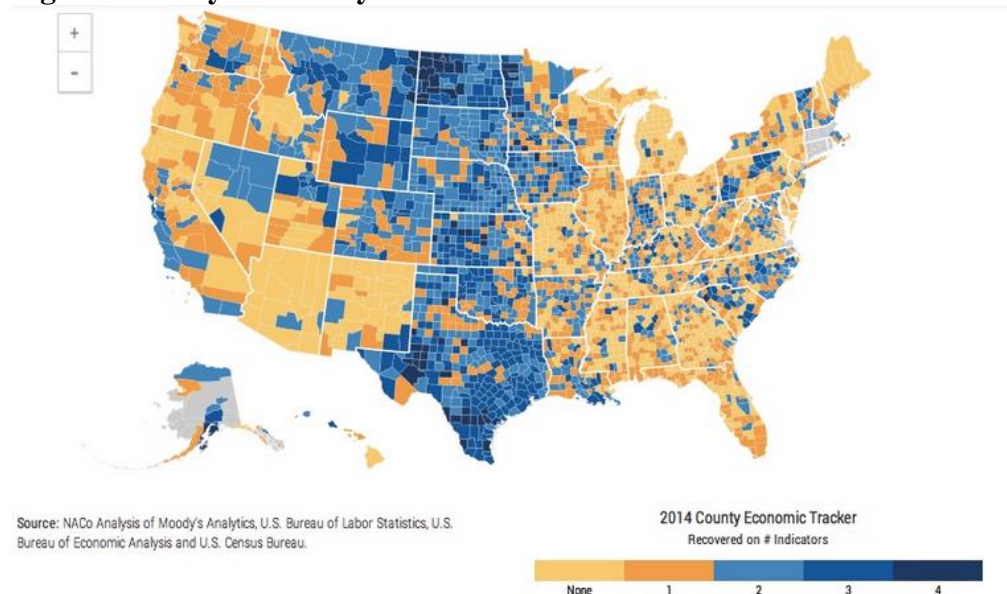 +
-
Source: NACo Analysis of Moody's Analytics, U.S. Bureau of Labor Statistics, U.S.
Bureau of Economic Analysis and U.S. Census Bureau.
2014 County Economic Tracker
Recovered on # Indicators
None 1 2 3 4